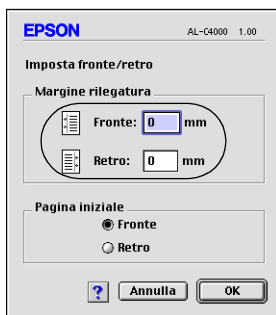 EPSON AL-C4000 1.00
Imposta fronte/retro
Margine rilegatura
Fronte: 0 mm
Retro: 0 mm
Pagina iniziale
Fronte
Retro
? Annulla OK